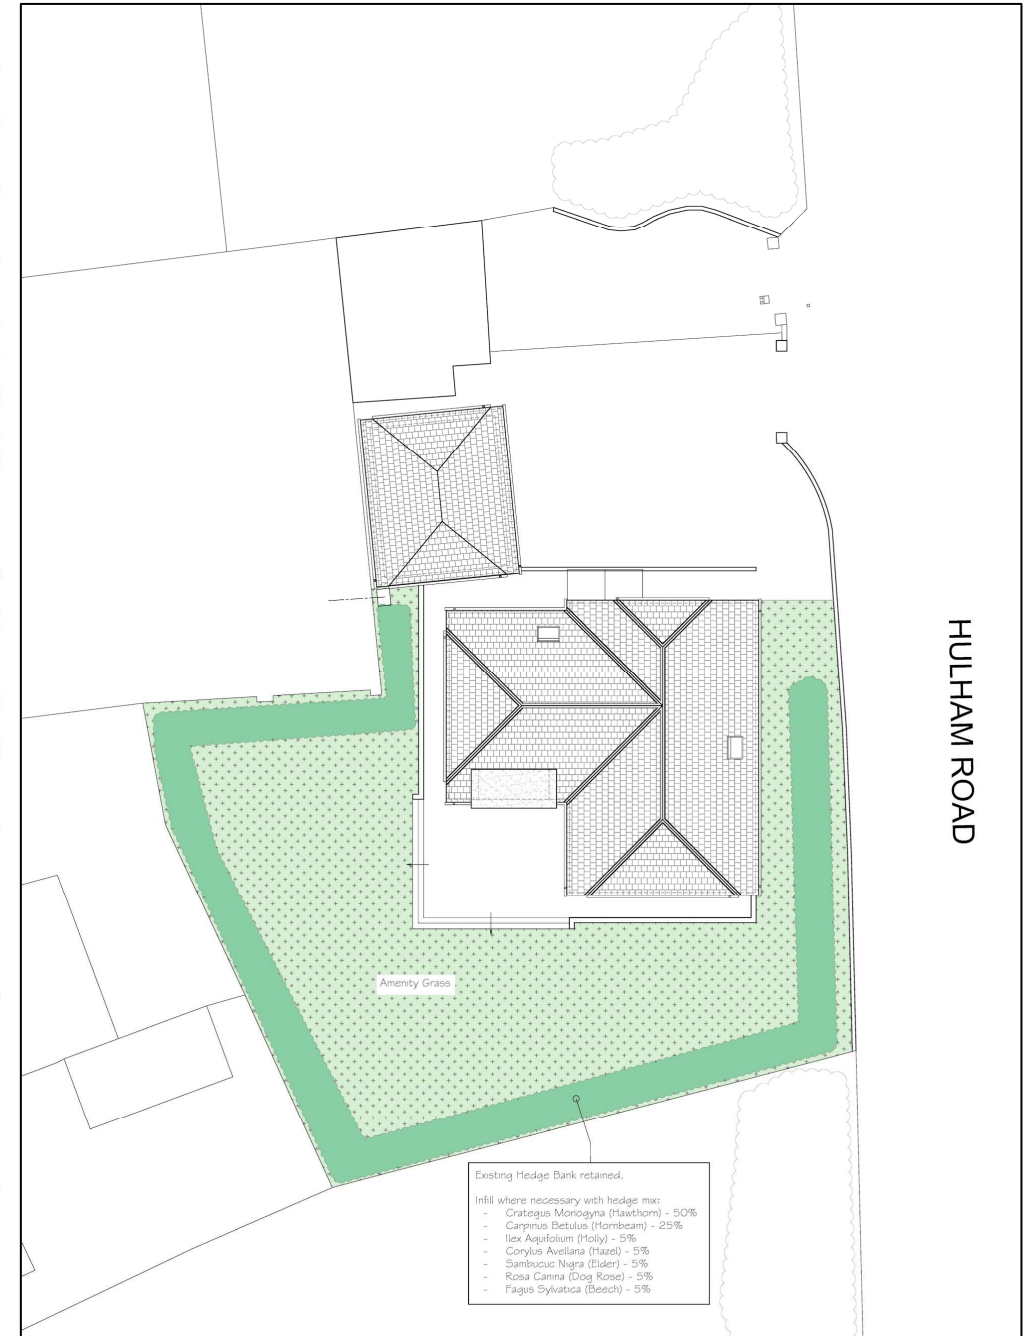 HULHAM ROAD
Amenity Grass
Existing Hedge Bank retained.
Infill where necessary with hedge mix:
- Crategus Monogyna (Hawthorn) - 50%
- Carpinus Betulus (Hornbeam) - 25%
- Ilex Aquifolium (Holly) - 5%
- Corylus Avellana (Hazel) - 5%
- Sambucuc Nigra (Elder) - 5%
- Rosa Canina (Dog Rose) - 5%
- Fagus Sylvatica (Beech) - 5%